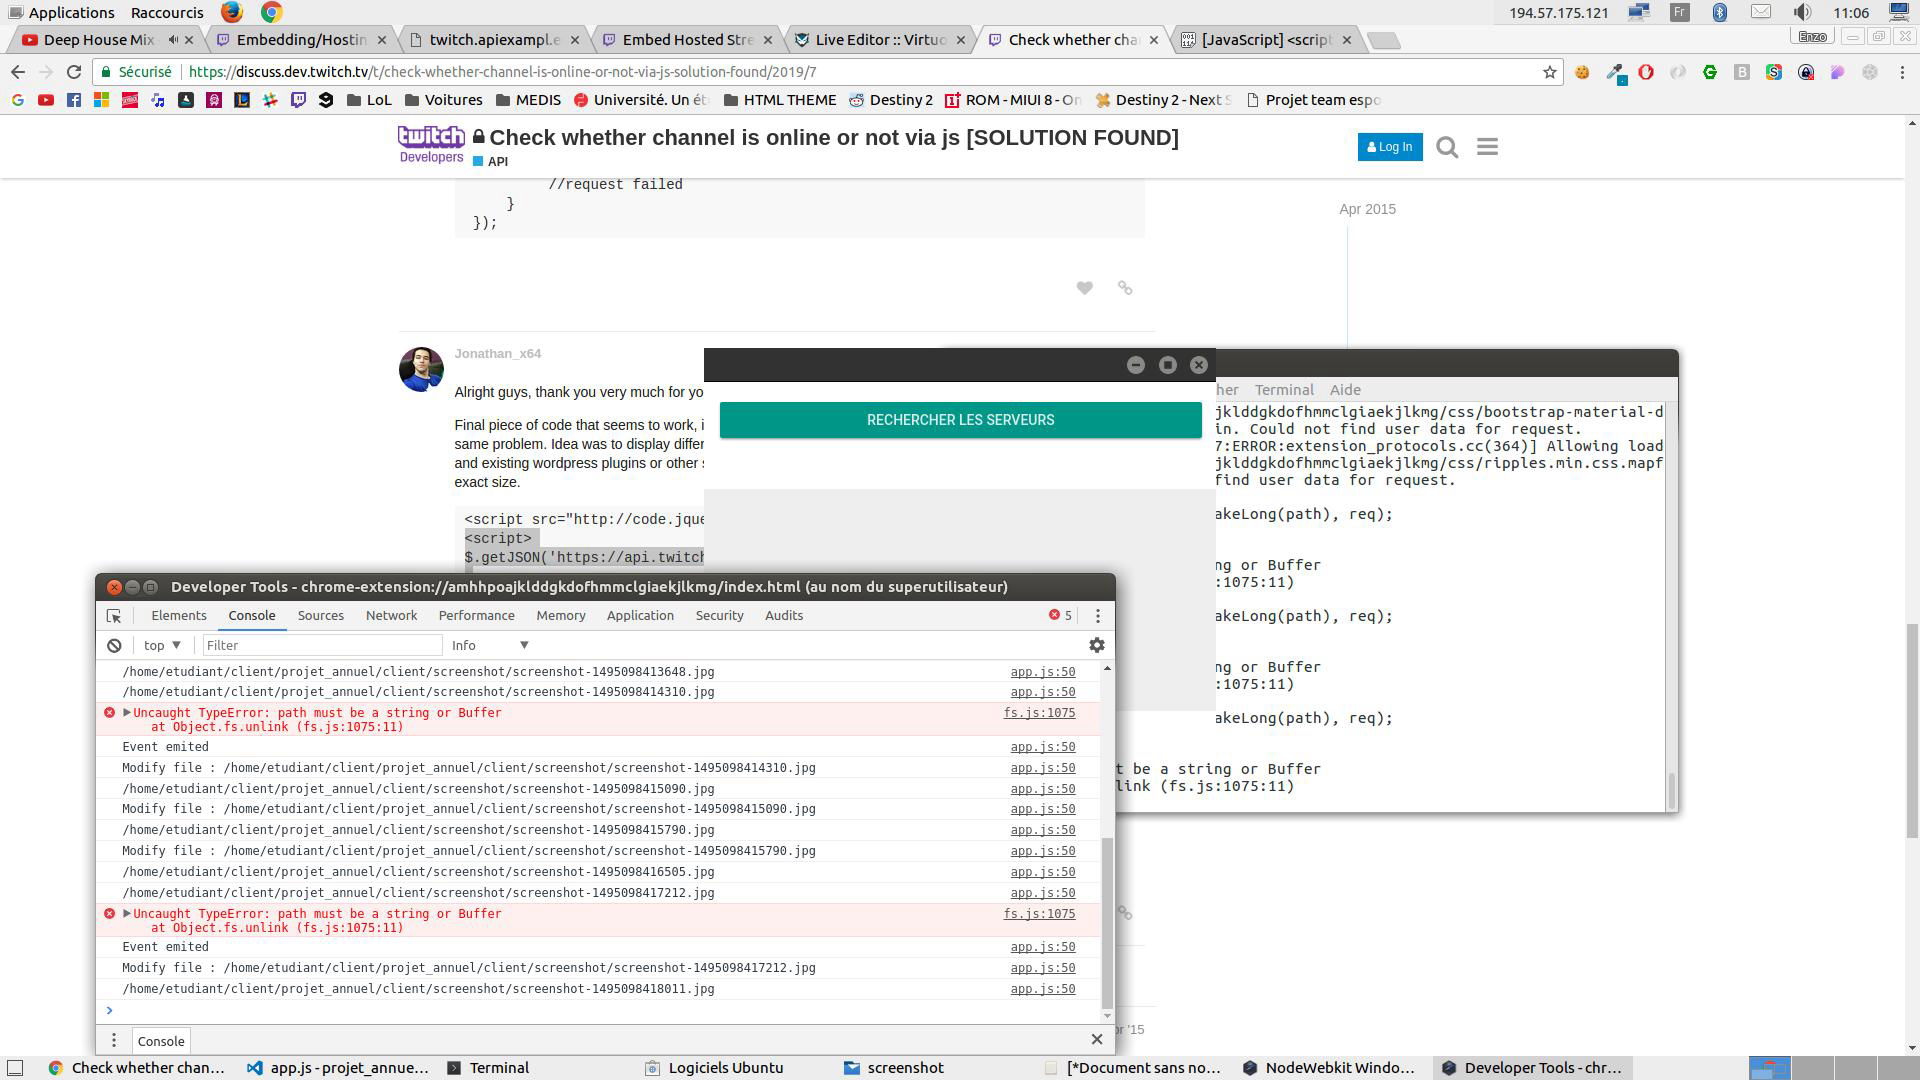 Applications Raccourcis
194.57.175.121 Fr 11:06
Deep House Mix
Embedding/Hostin
twitch.apiexampl.e
Embed Hosted Stre
Live Editor :: Virtuo
Check whether cha
[JavaScript] <script
Enzo
Sécurisé https://discuss.dev.twitch.tv/t/check-whether-channel-is-online-or-not-via-js-solution-found/2019/7
LoL Voitures MEDIS Université. Un ét HTML THEME Destiny 2 ROM - MIUI 8 - On Destiny 2 - Next S Projet team espo
twitch
Developers
Check whether channel is online or not via js [SOLUTION FOUND]
API
Log In
//request failed
}
});
Apr 2015
Jonathan_x64
Alright guys, thank you very much for yo
Final piece of code that seems to work, i
same problem. Idea was to display differ
and existing wordpress plugins or other s
exact size.
<script src="http://code.jque
<script>
$.getJSON('https://api.twitch
RECHERCHER LES SERVEURS
her Terminal Aide
jklddgkdofhmmclgiaekjlkmg/css/bootstrap-material-d
in. Could not find user data for request.
7:ERROR:extension_protocols.cc(364)] Allowing load
jklddgkdofhmmclgiaekjlkmg/css/ripples.min.css.mapf
find user data for request.
akeLong(path), req);
ng or Buffer
:1075:11)
akeLong(path), req);
ng or Buffer
:1075:11)
akeLong(path), req);
t be a string or Buffer
link (fs.js:1075:11)
Developer Tools - chrome-extension://amhhpoajklddgkdofhmmclgiaekjlkmg/index.html (au nom du superutilisateur)
Elements Console Sources Network Performance Memory Application Security Audits 5
top Filter Info
/home/etudiant/client/projet_annuel/client/screenshot/screenshot-1495098413648.jpg app.js:50
/home/etudiant/client/projet_annuel/client/screenshot/screenshot-1495098414310.jpg app.js:50
Uncaught TypeError: path must be a string or Buffer fs.js:1075
at Object.fs.unlink (fs.js:1075:11)
Event emited app.js:50
Modify file : /home/etudiant/client/projet_annuel/client/screenshot/screenshot-1495098414310.jpg app.js:50
/home/etudiant/client/projet_annuel/client/screenshot/screenshot-1495098415090.jpg app.js:50
Modify file : /home/etudiant/client/projet_annuel/client/screenshot/screenshot-1495098415090.jpg app.js:50
/home/etudiant/client/projet_annuel/client/screenshot/screenshot-1495098415790.jpg app.js:50
Modify file : /home/etudiant/client/projet_annuel/client/screenshot/screenshot-1495098415790.jpg app.js:50
/home/etudiant/client/projet_annuel/client/screenshot/screenshot-1495098416505.jpg app.js:50
/home/etudiant/client/projet_annuel/client/screenshot/screenshot-1495098417212.jpg app.js:50
Uncaught TypeError: path must be a string or Buffer fs.js:1075
at Object.fs.unlink (fs.js:1075:11)
Event emited app.js:50
Modify file : /home/etudiant/client/projet_annuel/client/screenshot/screenshot-1495098417212.jpg app.js:50
/home/etudiant/client/projet_annuel/client/screenshot/screenshot-1495098418011.jpg app.js:50
Console
r '15
Check whether chan... app.js - projet_annue... Terminal Logiciels Ubuntu screenshot [*Document sans no... NodeWebkit Windo... Developer Tools - chr...